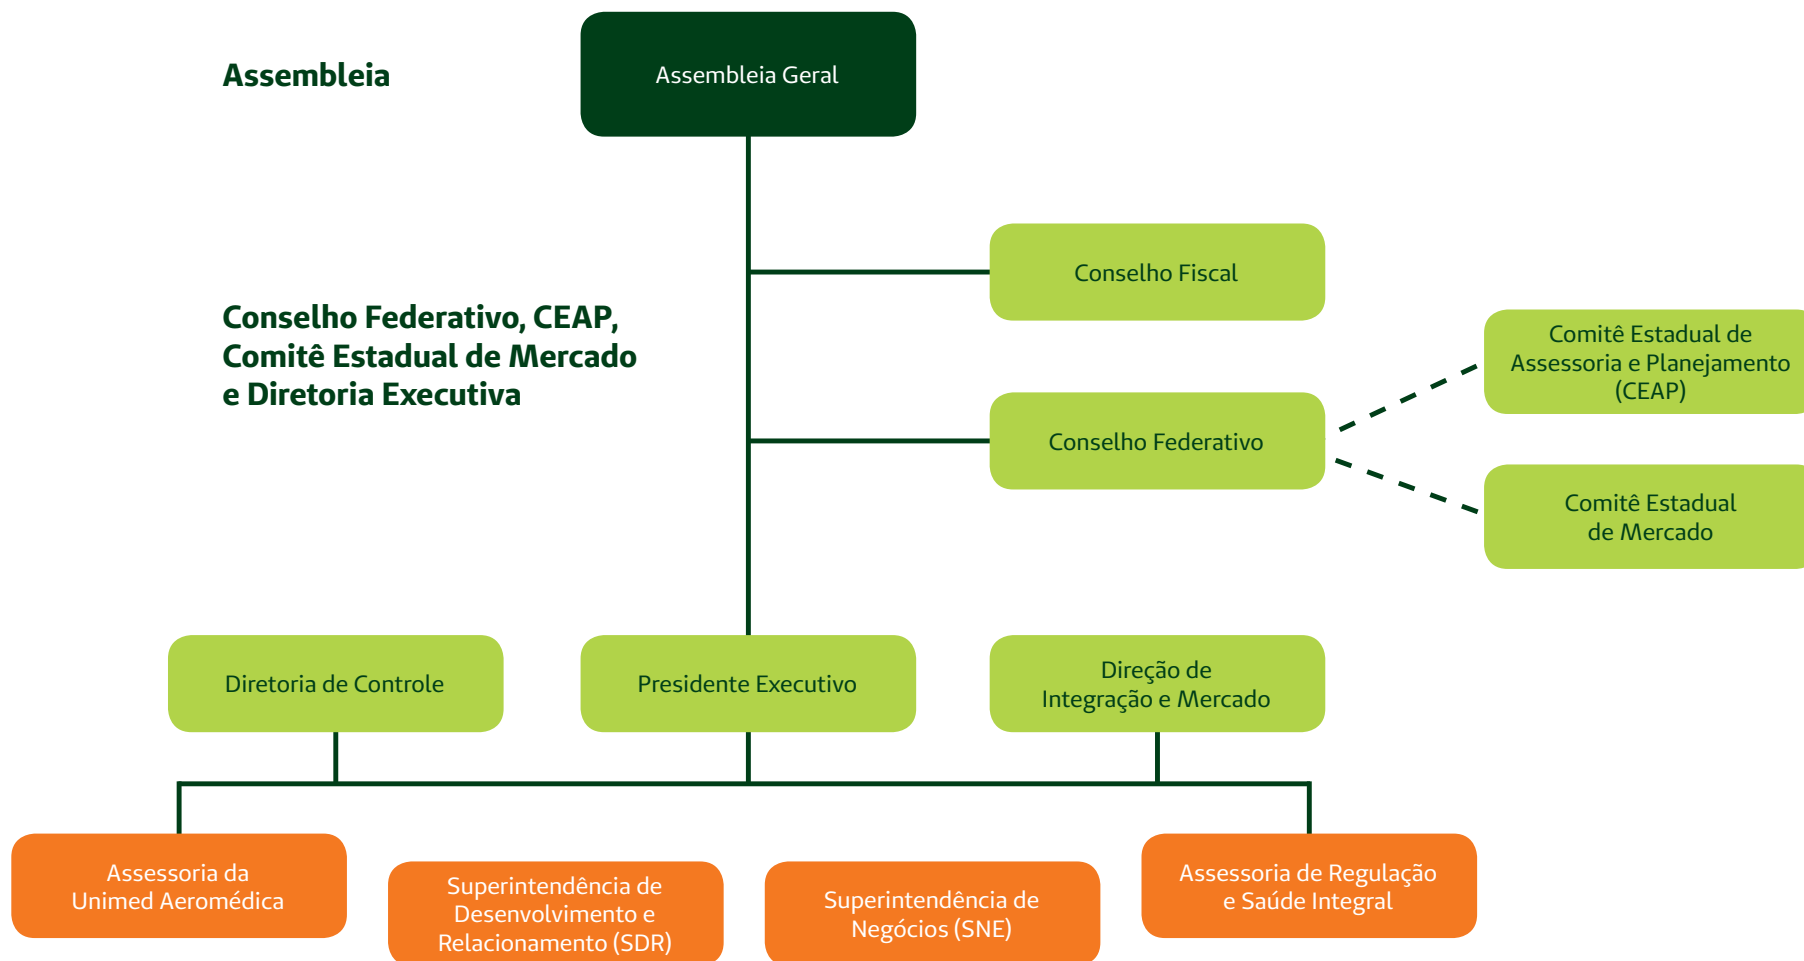 Assembleia
Assembleia Geral
Conselho Fiscal
Conselho Federativo, CEAP,
Comitê Estadual de Mercado
e Diretoria Executiva
Comitê Estadual de
Assessoria e Planejamento
(CEAP)
Conselho Federativo
Comitê Estadual
de Mercado
Diretoria de Controle
Presidente Executivo
Direção de
Integração e Mercado
Assessoria da
Unimed Aeromédica
Superintendência de
Desenvolvimento e
Relacionamento (SDR)
Superintendência de
Negócios (SNE)
Assessoria de Regulação
e Saúde Integral